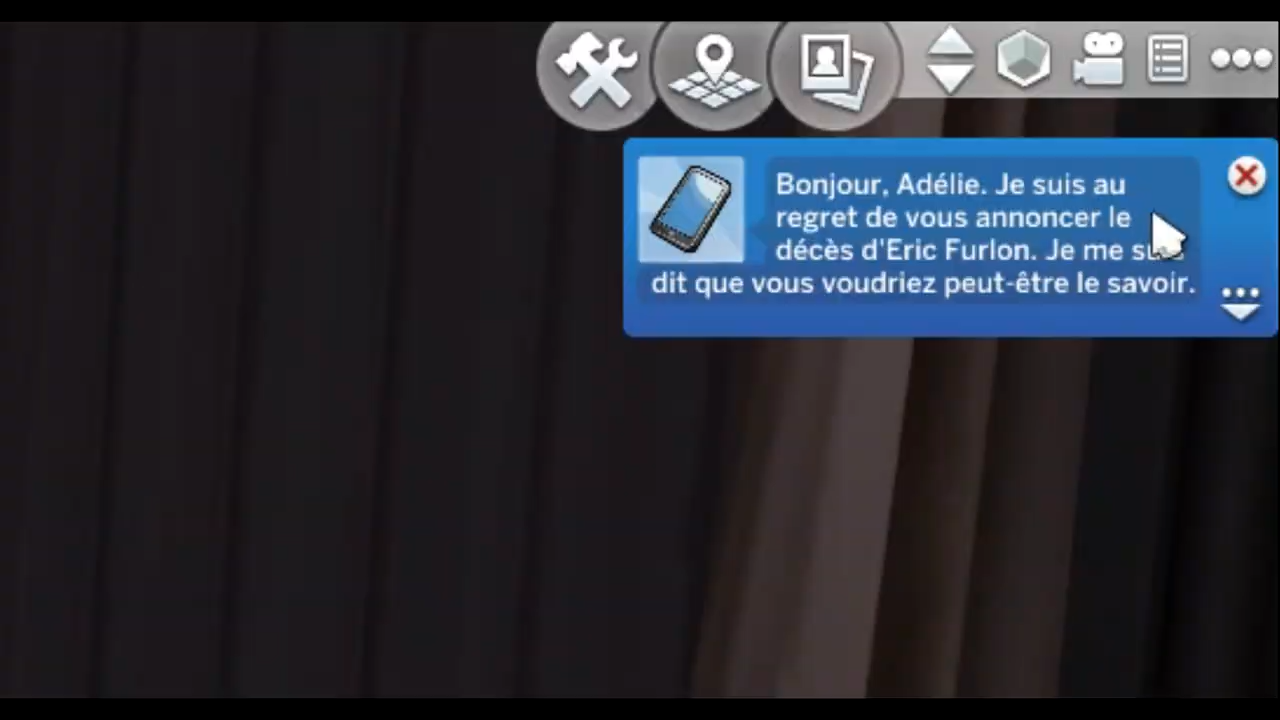 Bonjour, Adélie. Je suis au
regret de vous annoncer le
décès d'Eric Furlon. Je me suis
dit que vous voudriez peut-être le savoir.